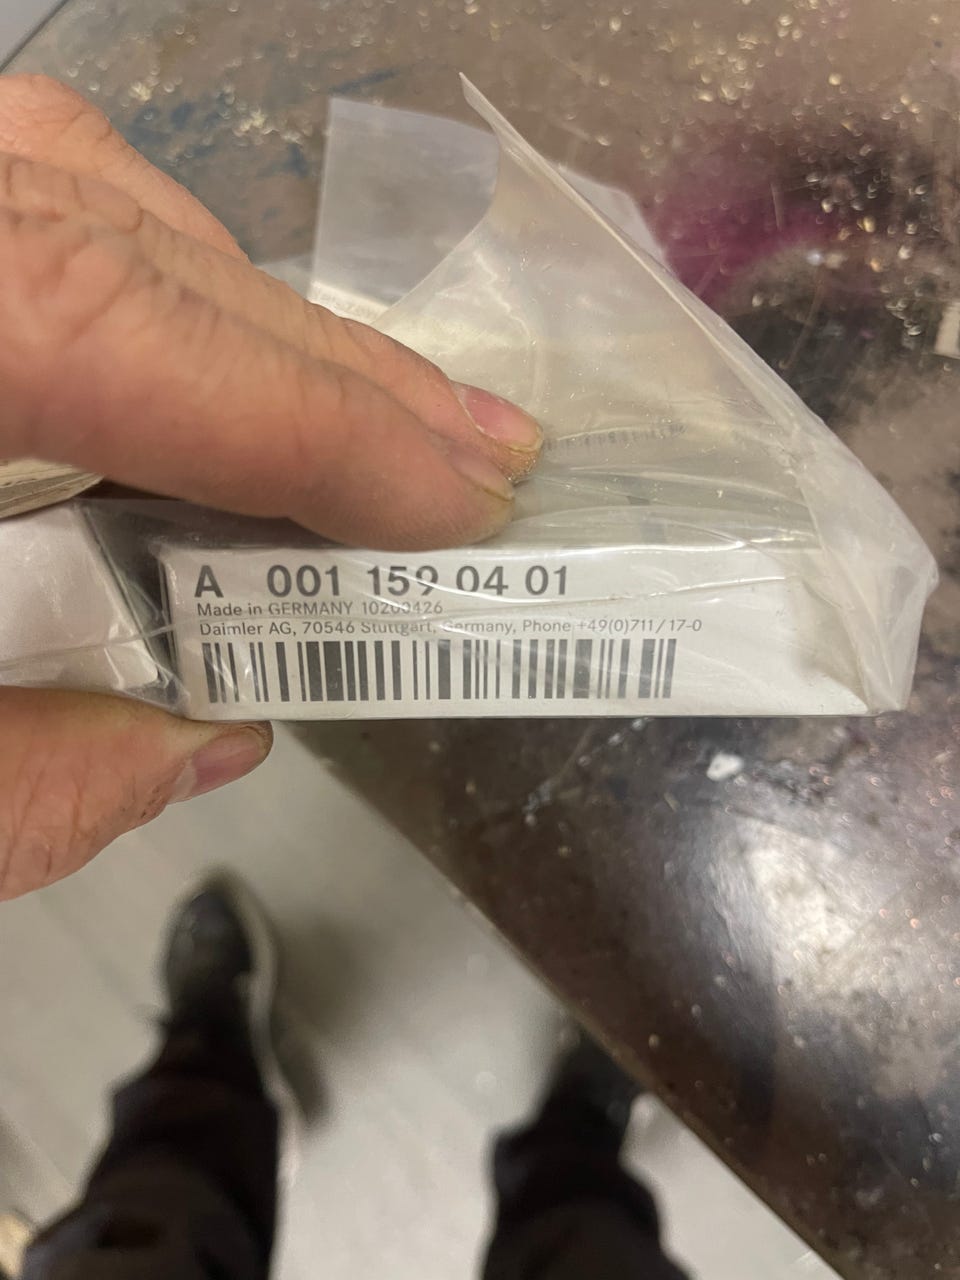 A 001 159 04 01
Made in GERMANY 10200426
Daimler AG, 70546 Stuttgart, Germany, Phone +49(0)711/17-0